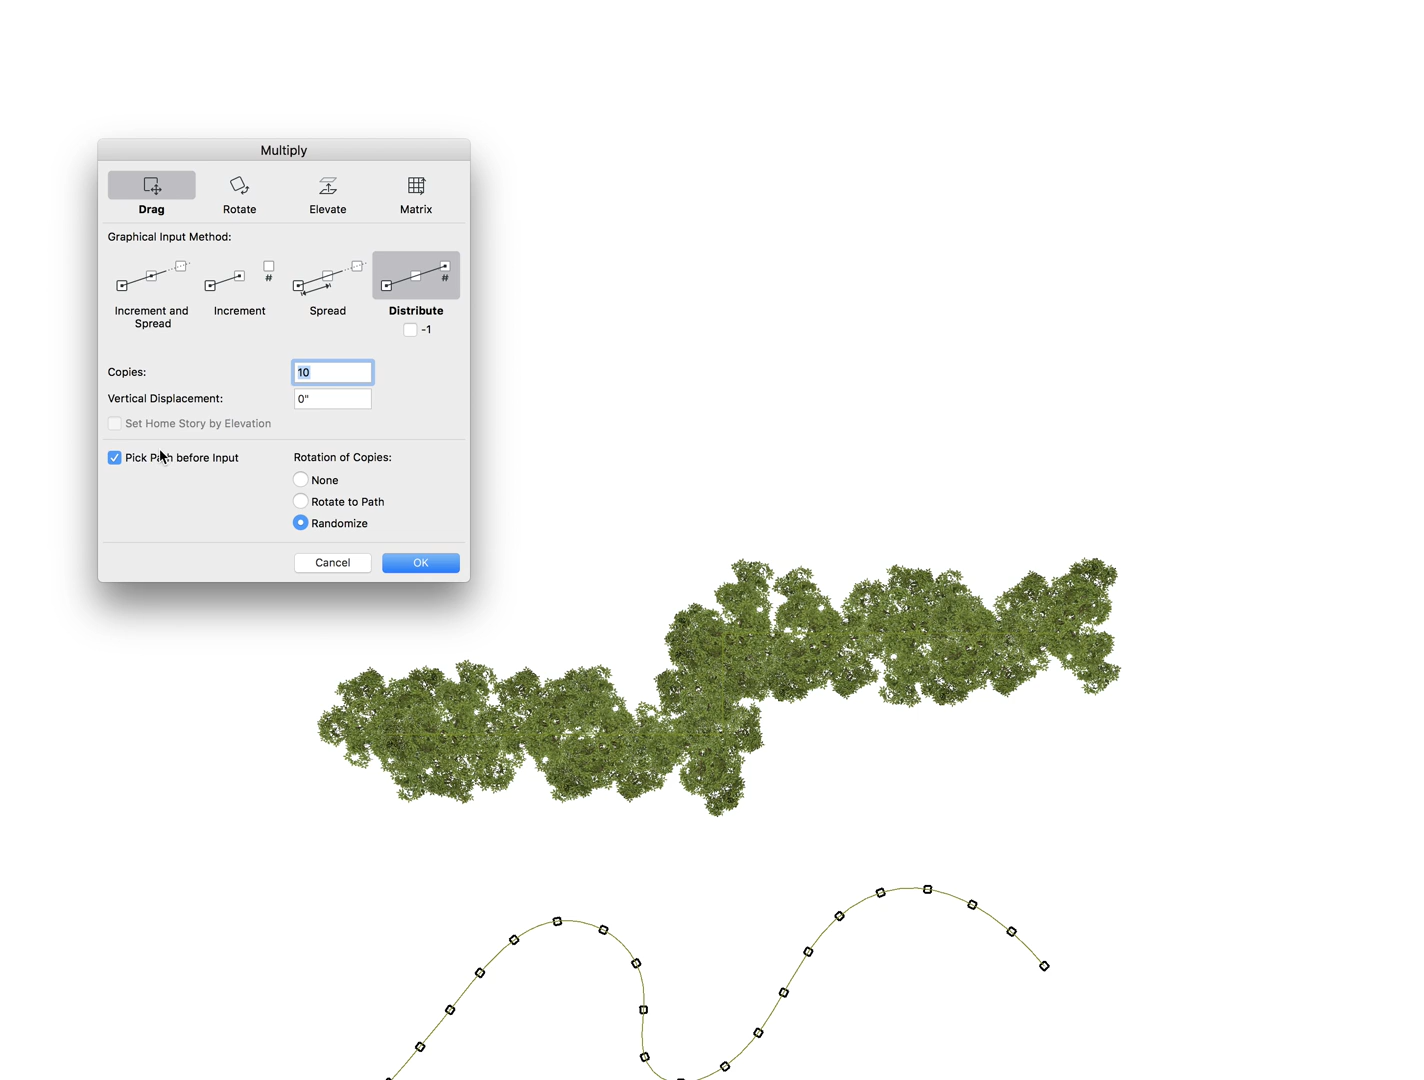 Multiply
Drag Rotate Elevate Matrix
Graphical Input Method:
# #
Increment and Spread Increment Spread Distribute
-1
Copies: 10
Vertical Displacement: 0"
Set Home Story by Elevation
Pick Path before Input Rotation of Copies:
None
Rotate to Path
Randomize
Cancel OK